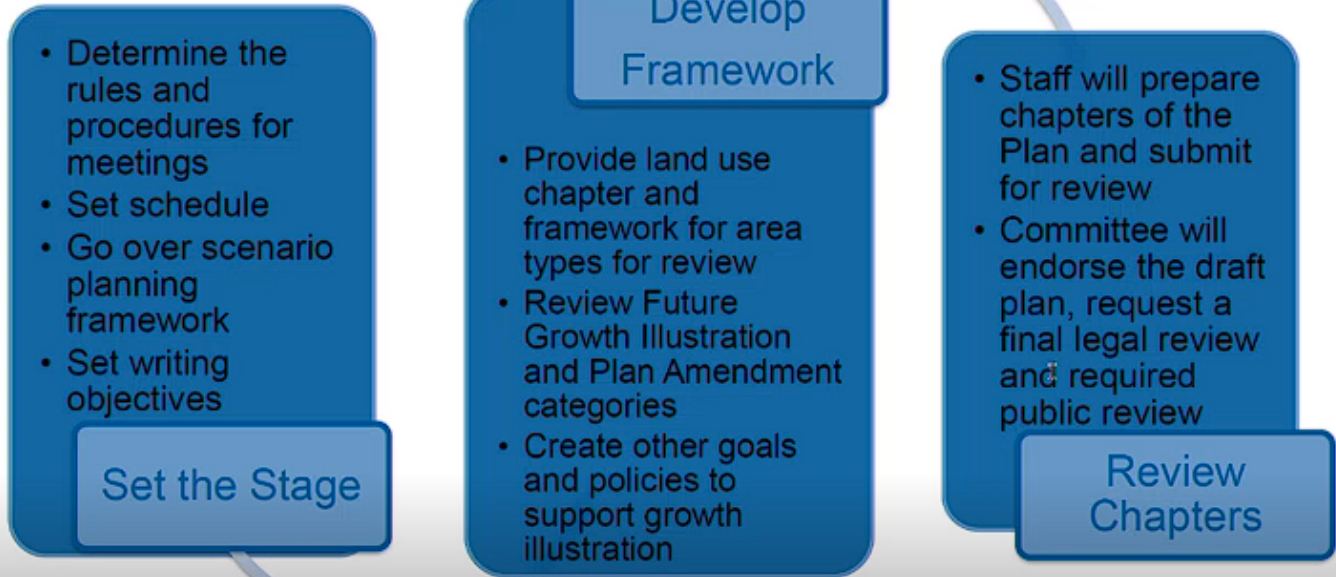 • Determine the
rules and
procedures for
meetings
• Set schedule
• Go over scenario
planning
framework
• Set writing
objectives
Set the Stage
Develop
Framework
• Provide land use
chapter and
framework for area
types for review
• Review Future
Growth Illustration
and Plan Amendment
categories
• Create other goals
and policies to
support growth
illustration
• Staff will prepare
chapters of the
Plan and submit
for review
• Committee will
endorse the draft
plan, request a
final legal review
and required
public review
Review
Chapters